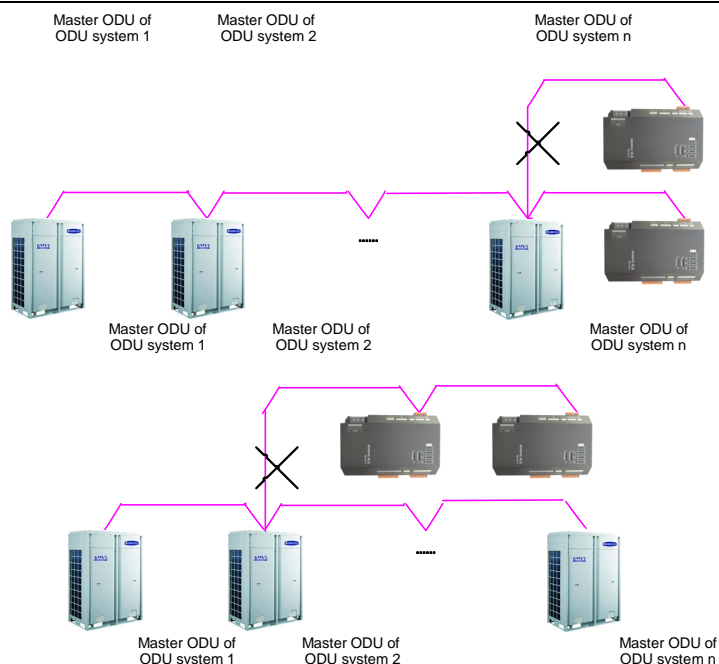 Master ODU of
ODU system 1
Master ODU of
ODU system 2
Master ODU of
ODU system n
......
Master ODU of
ODU system 1
Master ODU of
ODU system 2
Master ODU of
ODU system n
......
Master ODU of
ODU system 1
Master ODU of
ODU system 2
Master ODU of
ODU system n